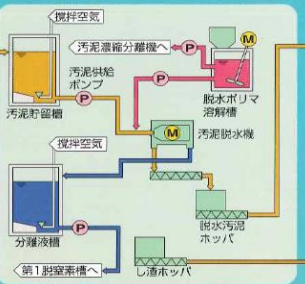 攪拌空気
汚泥濃縮分離機へ
P
M
汚泥供給
ポンプ
P
P
汚泥貯留槽
脱水ポリマ
溶解槽
攪拌空気
M
汚泥脱水機
脱水汚泥
ホッパ
分離液槽
P
第1脱窒素槽へ
し渣ホッパ